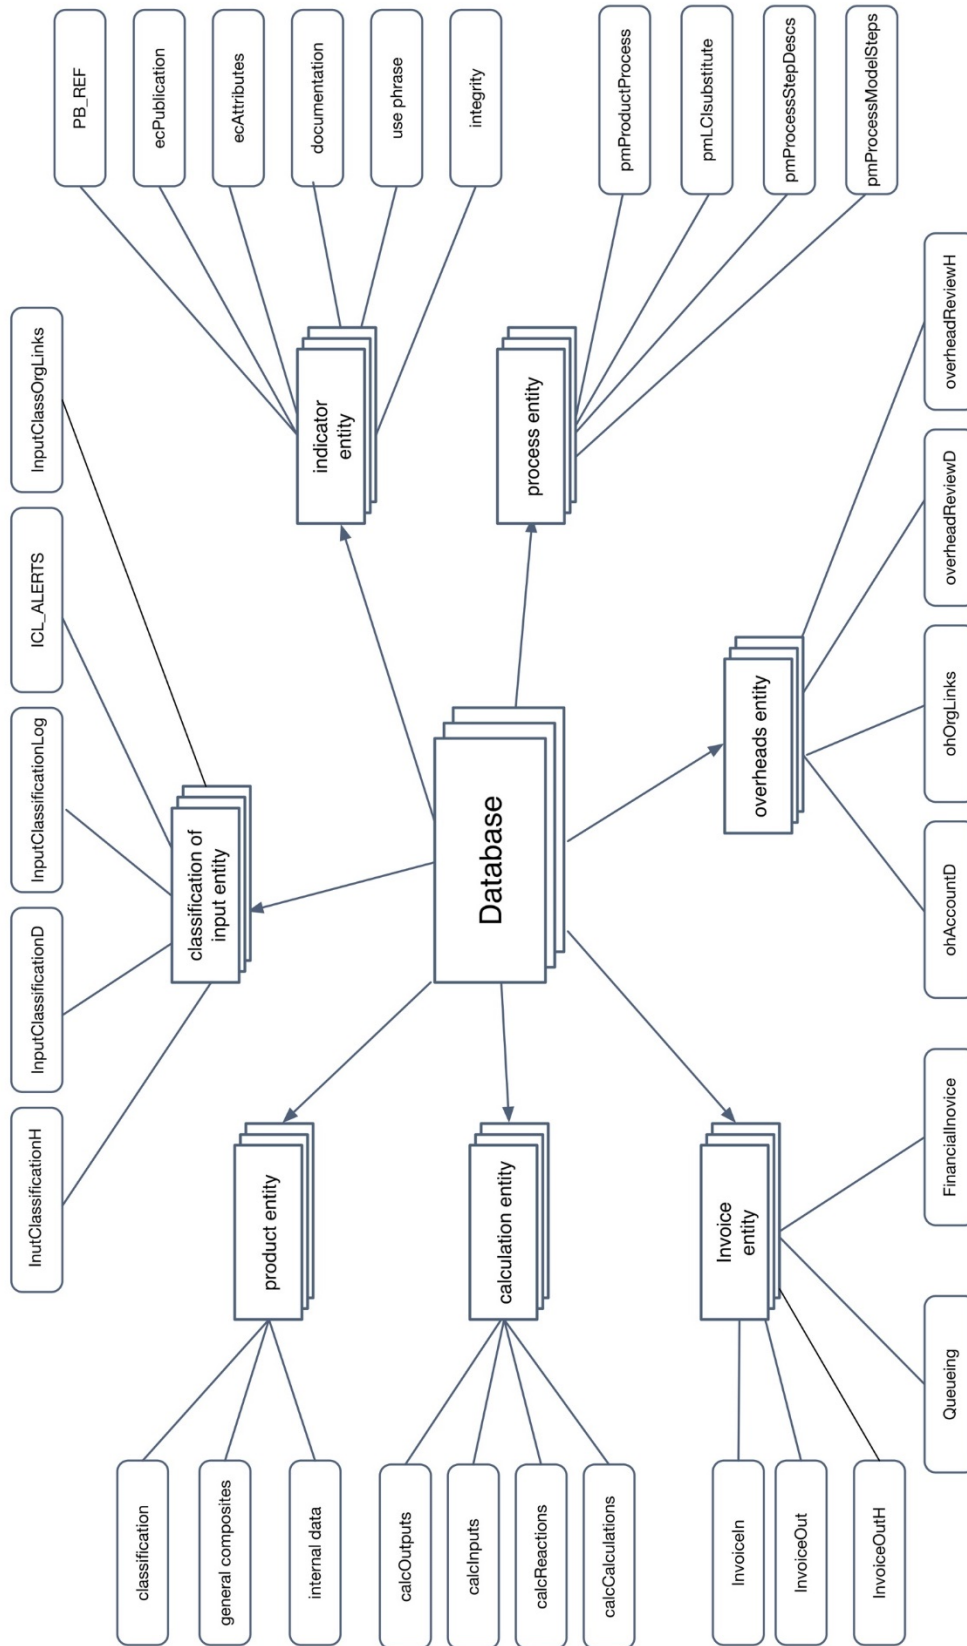 InutClassificationH
InputClassificationD
InputClassificationLog
ICL_ALERTS
InputClassOrgLinks
classification of
input entity
classification
general composites
internal data
product entity
PB_REF
ecPublication
ecAttributes
documentation
use phrase
integrity
indicator
entity
Database
calcOutputs
calcInputs
calcReactions
calcCalculations
calculation entity
process entity
pmProductProcess
pmLCIsubstitute
pmProcessStepDescs
pmProcessModelSteps
InvoiceIn
InvoiceOut
InvoiceOutH
Invoice
entity
overheads entity
Queueing
FinancialInovice
ohAccountD
ohOrgLinks
overheadReviewD
overheadReviewH